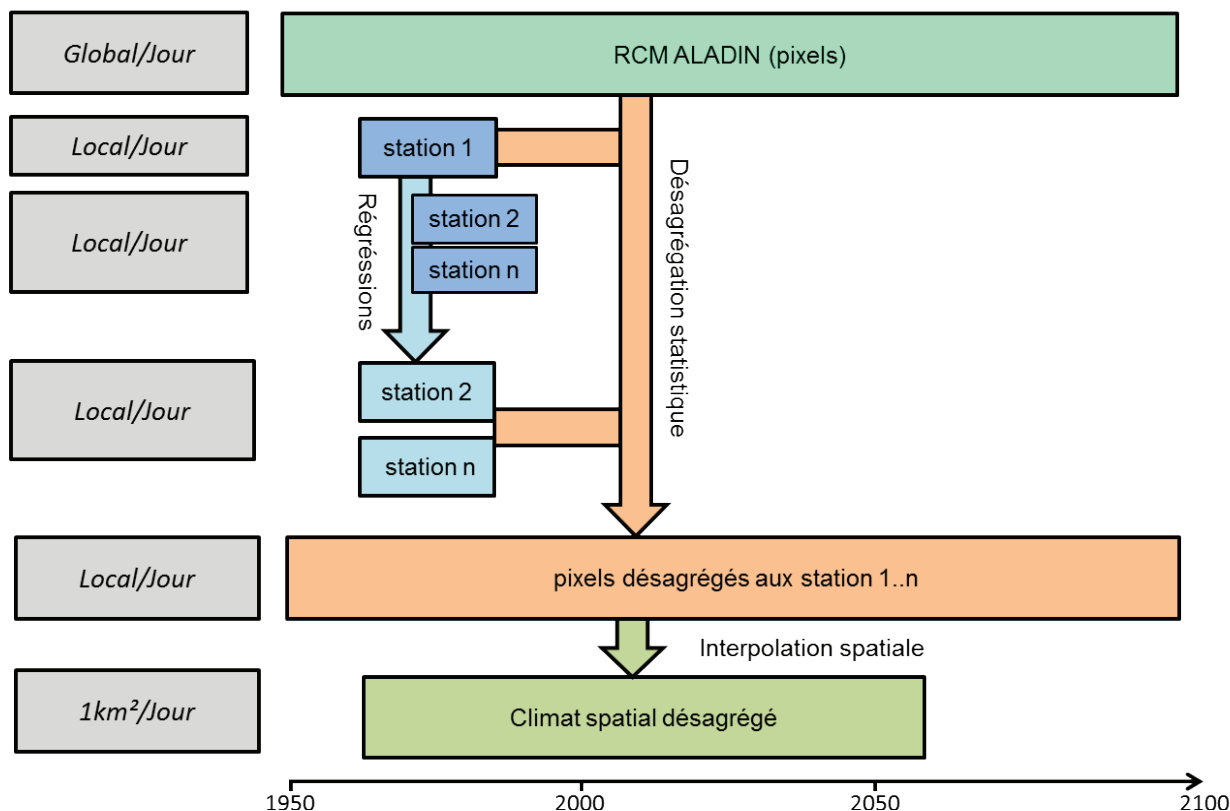 Global/Jour
RCM ALADIN (pixels)
Local/Jour
station 1
Local/Jour
station 2
station n
Régréssions
Désagrégation statistique
Local/Jour
station 2
station n
Local/Jour
pixels désagrégés aux station 1..n
Interpolation spatiale
1km²/Jour
Climat spatial désagrégé
1950
2000
2050
2100